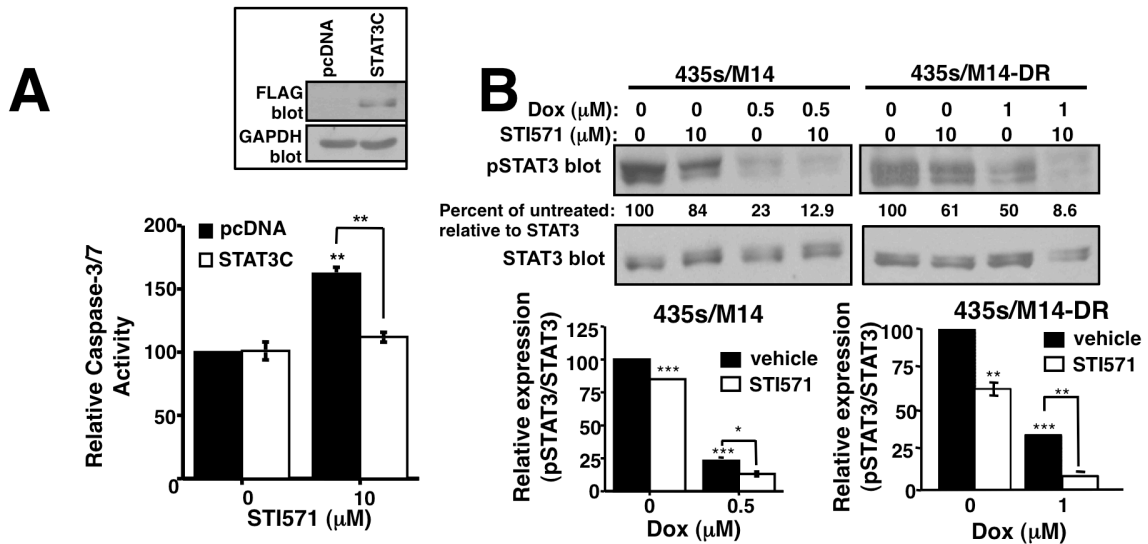 A
pcDNA
STAT3C
FLAG
blot
GAPDH
blot
Relative Caspase-3/7
Activity
200
150
100
50
0
pcDNA
STAT3C
**
**
0
10
STI571 (μM)
B
435s/M14
435s/M14-DR
Dox (μM): 0 0 0.5 0.5 0 0 1 1
STI571 (μM): 0 10 0 10 0 10 0 10
pSTAT3 blot
Percent of untreated: 100 84 23 12.9 100 61 50 8.6
relative to STAT3
STAT3 blot
435s/M14
Relative expression
(pSTAT3/STAT3)
125
100
75
50
25
0
vehicle
STI571
***
***
*
0
0.5
Dox (μM)
435s/M14-DR
Relative expression
(pSTAT3/STAT3)
100
75
50
25
0
vehicle
STI571
**
***
**
0
1
Dox (μM)